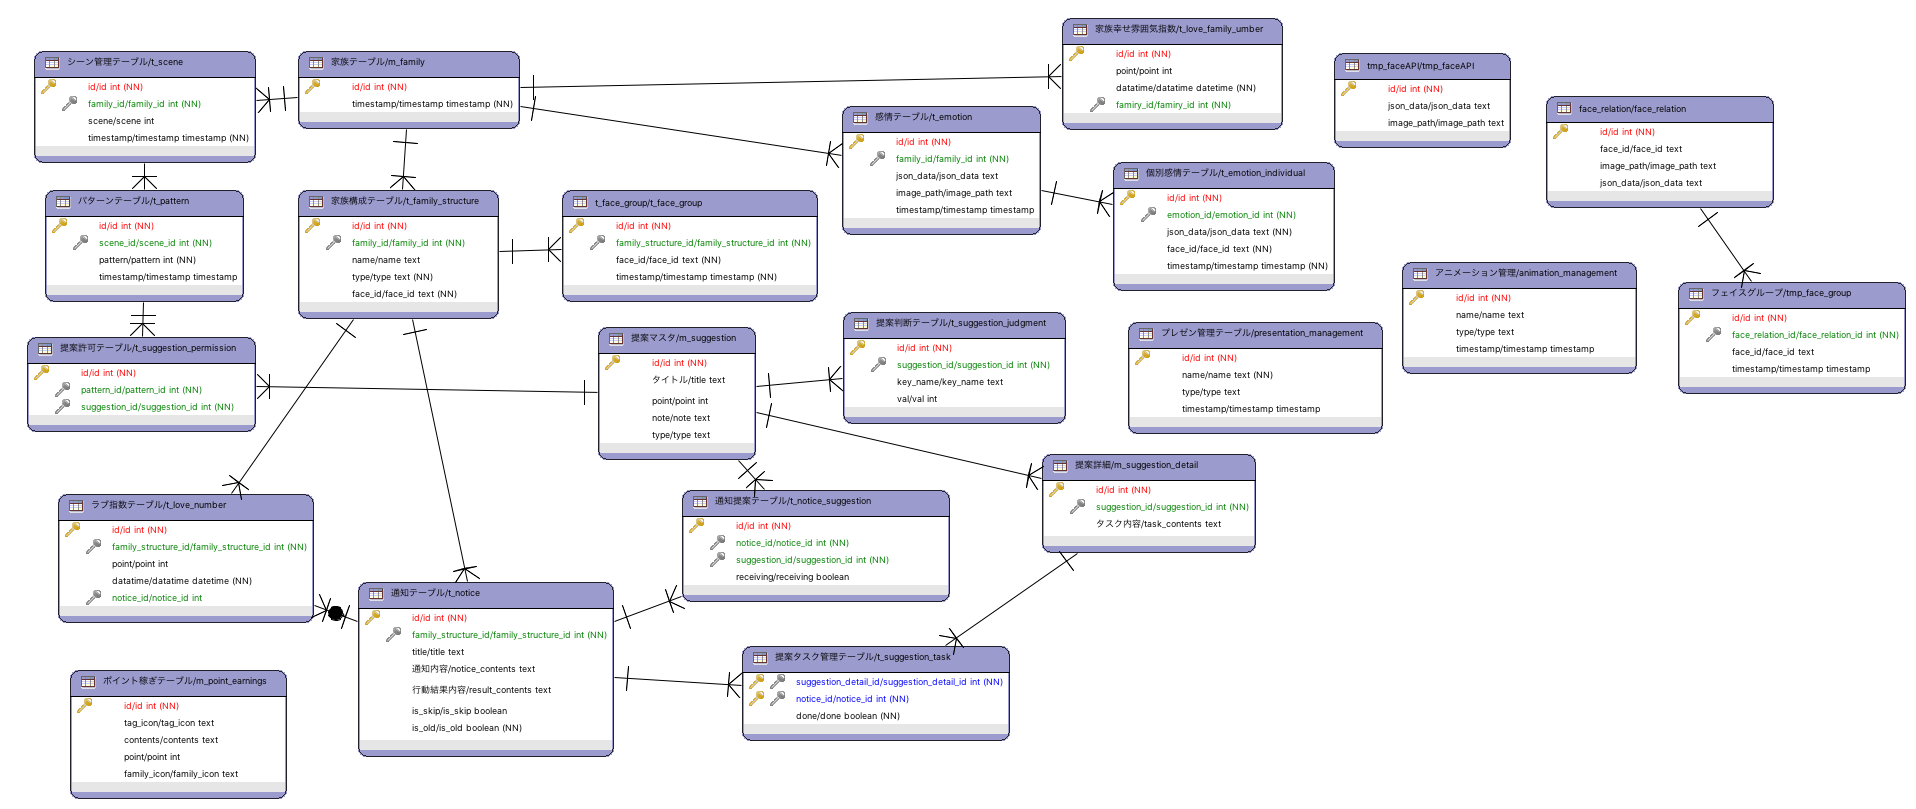 シーン管理テーブル/t_scene
id/id int (NN)
family_id/family_id int (NN)
scene/scene int
timestamp/timestamp timestamp (NN)
家族テーブル/m_family
id/id int (NN)
timestamp/timestamp timestamp (NN)
家族幸せ雰囲気指数/t_love_family_umber
id/id int (NN)
point/point int
datatime/datatime datetime (NN)
famiry_id/famiry_id int (NN)
tmp_faceAPI/tmp_faceAPI
id/id int (NN)
json_data/json_data text
image_path/image_path text
face_relation/face_relation
id/id int (NN)
face_id/face_id text
image_path/image_path text
json_data/json_data text
感情テーブル/t_emotion
id/id int (NN)
family_id/family_id int (NN)
json_data/json_data text
image_path/image_path text
timestamp/timestamp timestamp
個別感情テーブル/t_emotion_individual
id/id int (NN)
emotion_id/emotion_id int (NN)
json_data/json_data text (NN)
face_id/face_id text (NN)
timestamp/timestamp timestamp (NN)
パターンテーブル/t_pattern
id/id int (NN)
scene_id/scene_id int (NN)
pattern/pattern int (NN)
timestamp/timestamp timestamp
家族構成テーブル/t_family_structure
id/id int (NN)
family_id/family_id int (NN)
name/name text
type/type text (NN)
face_id/face_id text (NN)
t_face_group/t_face_group
id/id int (NN)
family_structure_id/family_structure_id int (NN)
face_id/face_id text (NN)
timestamp/timestamp timestamp (NN)
アニメーション管理/animation_management
id/id int (NN)
name/name text
type/type text
timestamp/timestamp timestamp
フェイスグループ/tmp_face_group
id/id int (NN)
face_relation_id/face_relation_id int (NN)
face_id/face_id text
timestamp/timestamp timestamp
提案許可テーブル/t_suggestion_permission
id/id int (NN)
pattern_id/pattern_id int (NN)
suggestion_id/suggestion_id int (NN)
提案マスタ/m_suggestion
id/id int (NN)
タイトル/title text
point/point int
note/note text
type/type text
提案判断テーブル/t_suggestion_judgment
id/id int (NN)
suggestion_id/suggestion_id int (NN)
key_name/key_name text
val/val int
プレゼン管理テーブル/presentation_management
id/id int (NN)
name/name text (NN)
type/type text
timestamp/timestamp timestamp
提案詳細/m_suggestion_detail
id/id int (NN)
suggestion_id/suggestion_id int (NN)
タスク内容/task_contents text
ラブ指数テーブル/t_love_number
id/id int (NN)
family_structure_id/family_structure_id int (NN)
point/point int
datatime/datatime datetime (NN)
notice_id/notice_id int
通知提案テーブル/t_notice_suggestion
id/id int (NN)
notice_id/notice_id int (NN)
suggestion_id/suggestion_id int (NN)
receiving/receiving boolean
通知テーブル/t_notice
id/id int (NN)
family_structure_id/family_structure_id int (NN)
title/title text
通知内容/notice_contents text
行動結果内容/result_contents text
is_skip/is_skip boolean
is_old/is_old boolean (NN)
提案タスク管理テーブル/t_suggestion_task
suggestion_detail_id/suggestion_detail_id int (NN)
notice_id/notice_id int (NN)
done/done boolean (NN)
ポイント稼ぎテーブル/m_point_earnings
id/id int (NN)
tag_icon/tag_icon text
contents/contents text
point/point int
family_icon/family_icon text